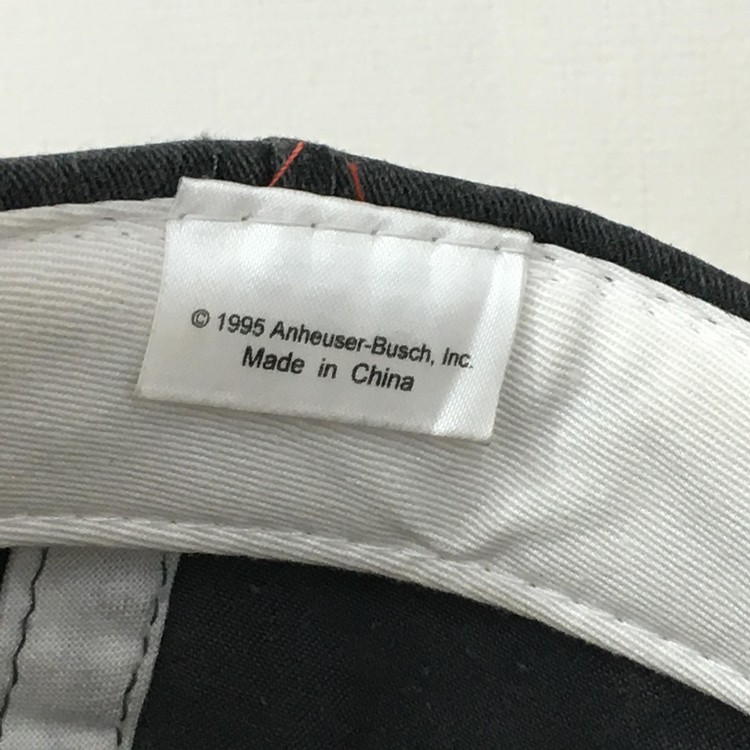 © 1995 Anheuser-Busch, Inc.
Made in China